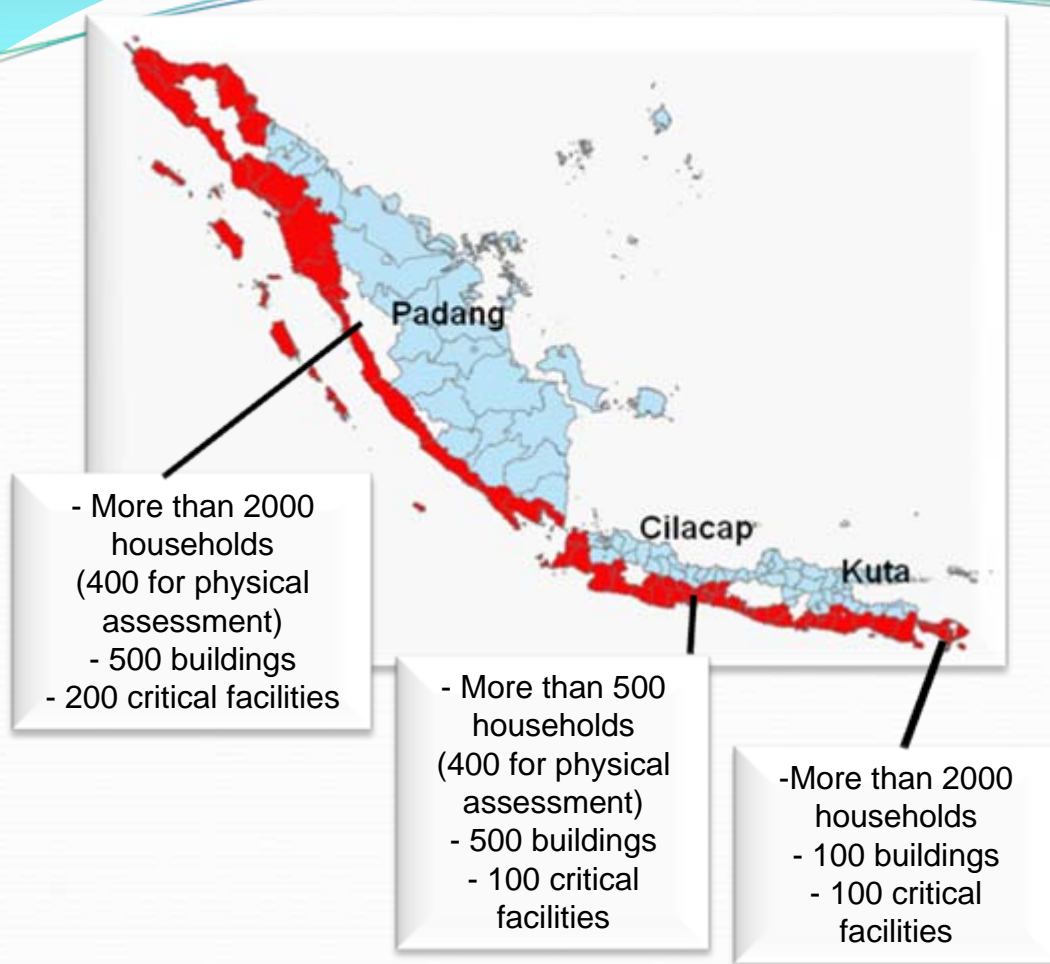 Padang
Cilacap
Kuta
- More than 2000
households
(400 for physical
assessment)
- 500 buildings
- 200 critical facilities
- More than 500
households
(400 for physical
assessment)
- 500 buildings
- 100 critical
facilities
-More than 2000
households
- 100 buildings
- 100 critical
facilities